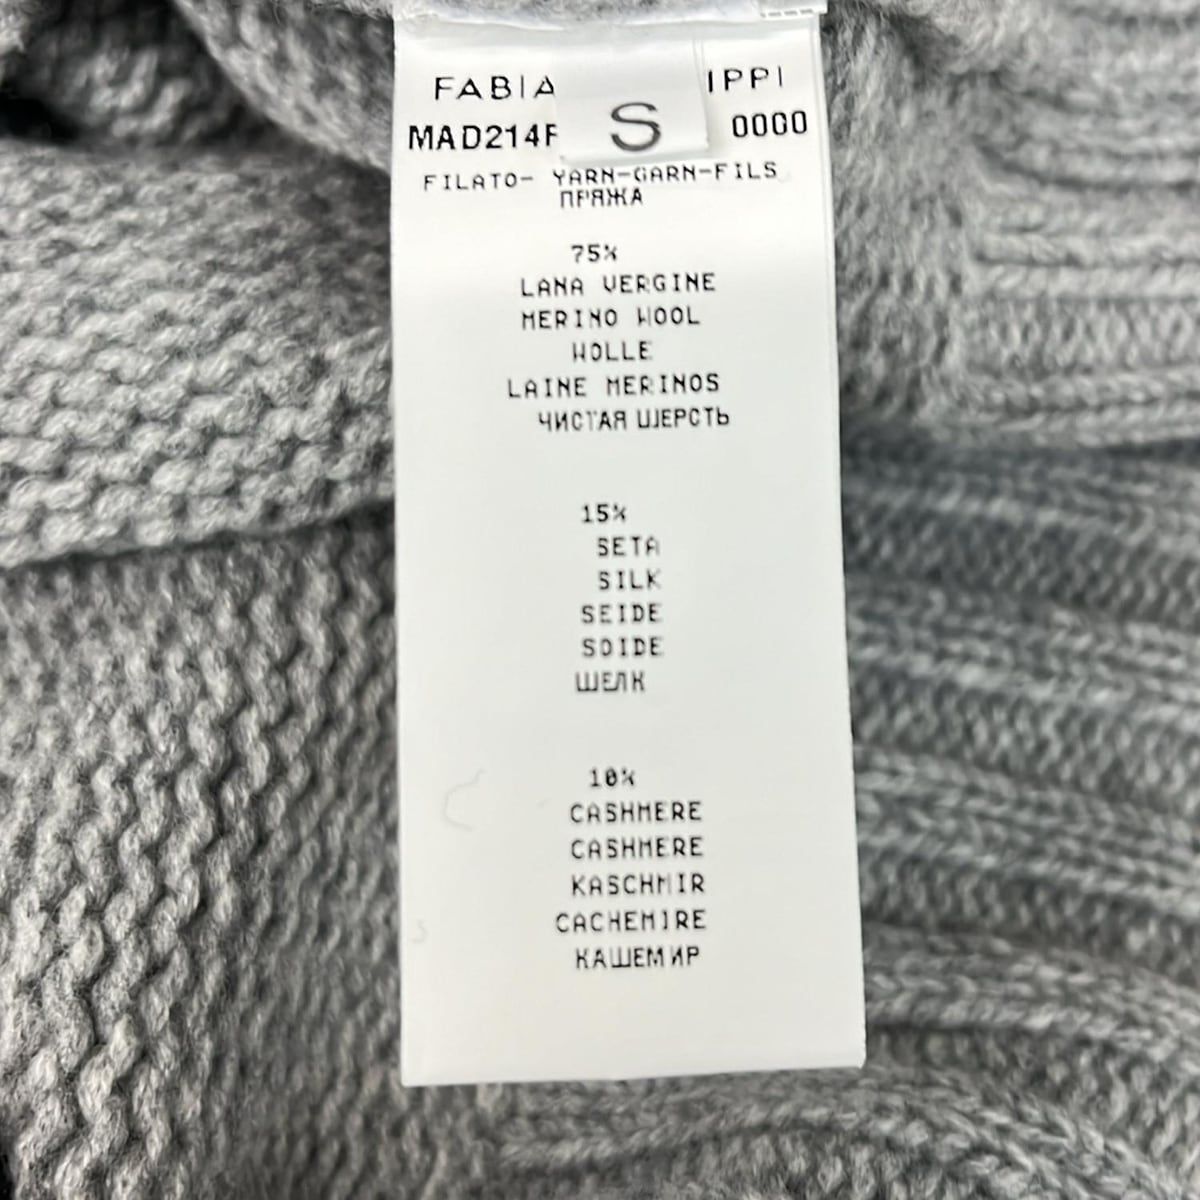 FABIA IPPI
S
MAD214F 0000
FILATO- YARN-GARN-FILS
ПРЯЖА
75%
LANA VERGINE
MERINO WOOL
WOLLE
LAINE MERINOS
ЧИСТАЯ ШЕРСТЬ
15%
SETA
SILK
SEIDE
SOIDE
ШЕЛК
10%
CASHMERE
CASHMERE
KASCHMIR
CACHEMIRE
КАШЕМИР